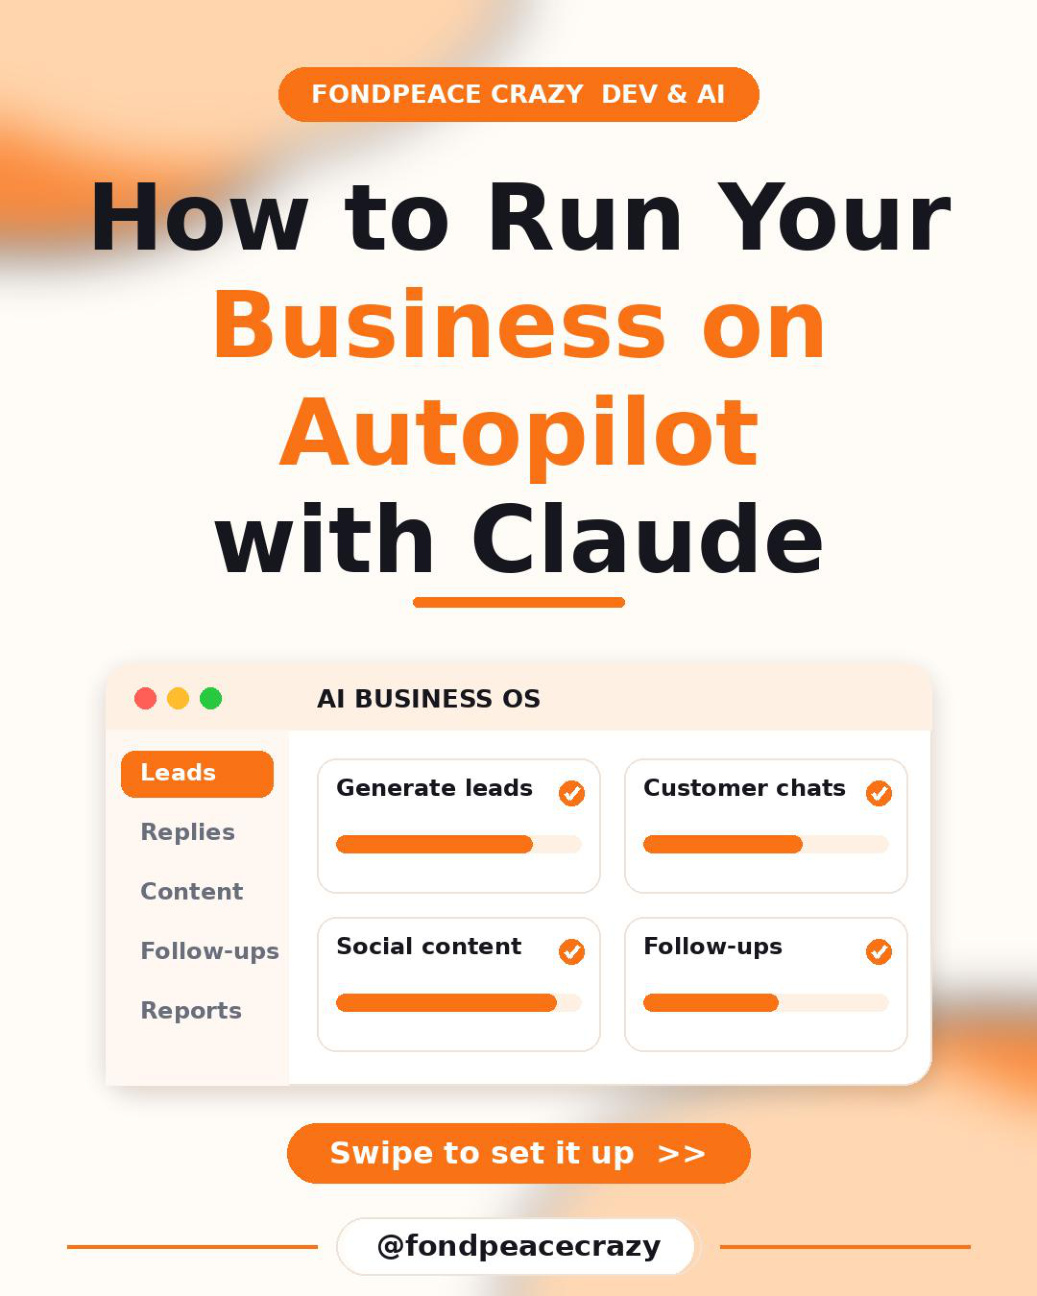 FONDPEACE CRAZY DEV & AI
How to Run Your
Business on
Autopilot
with Claude
AI BUSINESS OS
Leads
Replies
Content
Follow-ups
Reports
Generate leads
Customer chats
Social content
Follow-ups
Swipe to set it up >>
@fondpeacecrazy